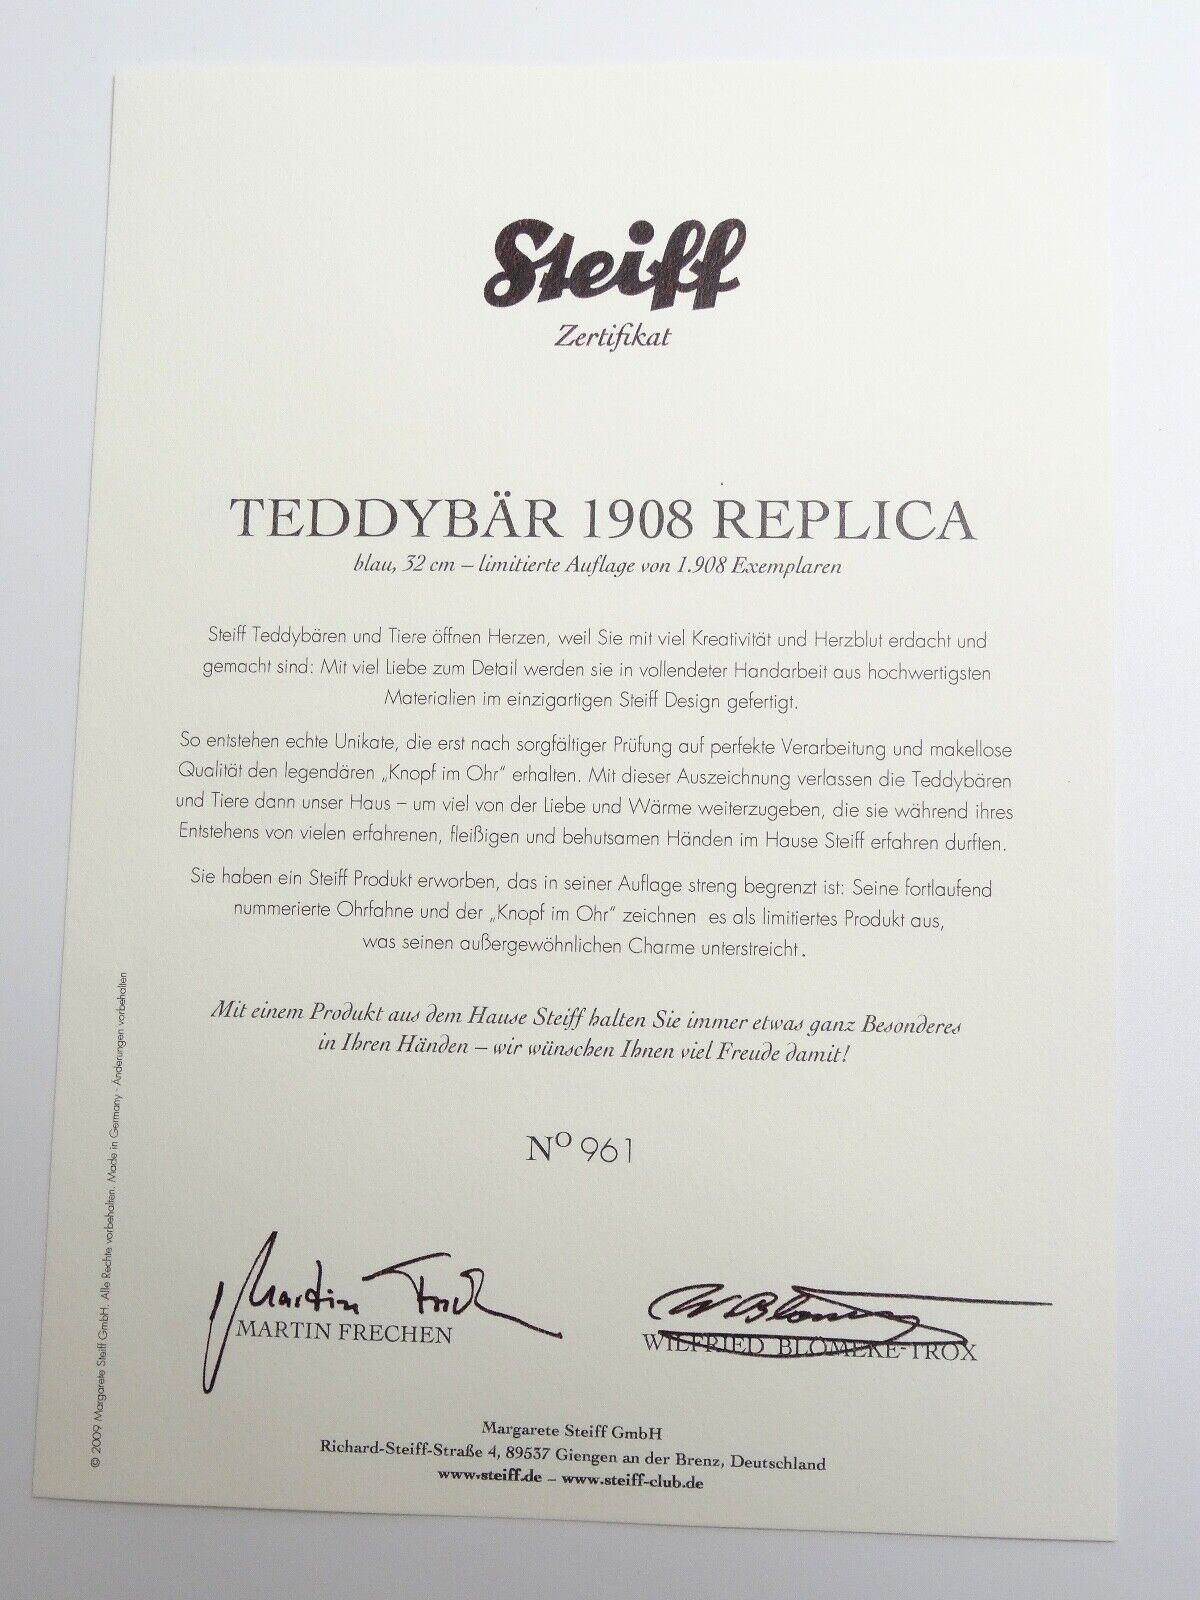 Steiff
Zertifikat
TEDDYBÄR 1908 REPLICA
blau, 32 cm – limitierte Auflage von 1.908 Exemplaren
Steiff Teddybären und Tiere öffnen Herzen, weil Sie mit viel Kreativität und Herzblut erdacht und
gemacht sind: Mit viel Liebe zum Detail werden sie in vollendeter Handarbeit aus hochwertigsten
Materialien im einzigartigen Steiff Design gefertigt.
So entstehen echte Unikate, die erst nach sorgfältiger Prüfung auf perfekte Verarbeitung und makellose
Qualität den legendären „Knopf im Ohr" erhalten. Mit dieser Auszeichnung verlassen die Teddybären
und Tiere dann unser Haus – um viel von der Liebe und Wärme weiterzugeben, die sie während ihres
Entstehens von vielen erfahrenen, fleißigen und behutsamen Händen im Hause Steiff erfahren durften.
Sie haben ein Steiff Produkt erworben, das in seiner Auflage streng begrenzt ist: Seine fortlaufend
nummerierte Ohrfahne und der „Knopf im Ohr" zeichnen es als limitiertes Produkt aus,
was seinen außergewöhnlichen Charme unterstreicht.
Mit einem Produkt aus dem Hause Steiff halten Sie immer etwas ganz Besonderes
in Ihren Händen – wir wünschen Ihnen viel Freude damit!
Nº 961
Martin
MARTIN FRECHEN
WILFRIED BLÖMEKE-TROX
Margarete Steiff GmbH
Richard-Steiff-Straße 4, 89537 Giengen an der Brenz, Deutschland
www.steiff.de – www.steiff-club.de
© 2009 Margarete Steiff GmbH. Alle Rechte vorbehalten. Made in Germany · Änderungen vorbehalten